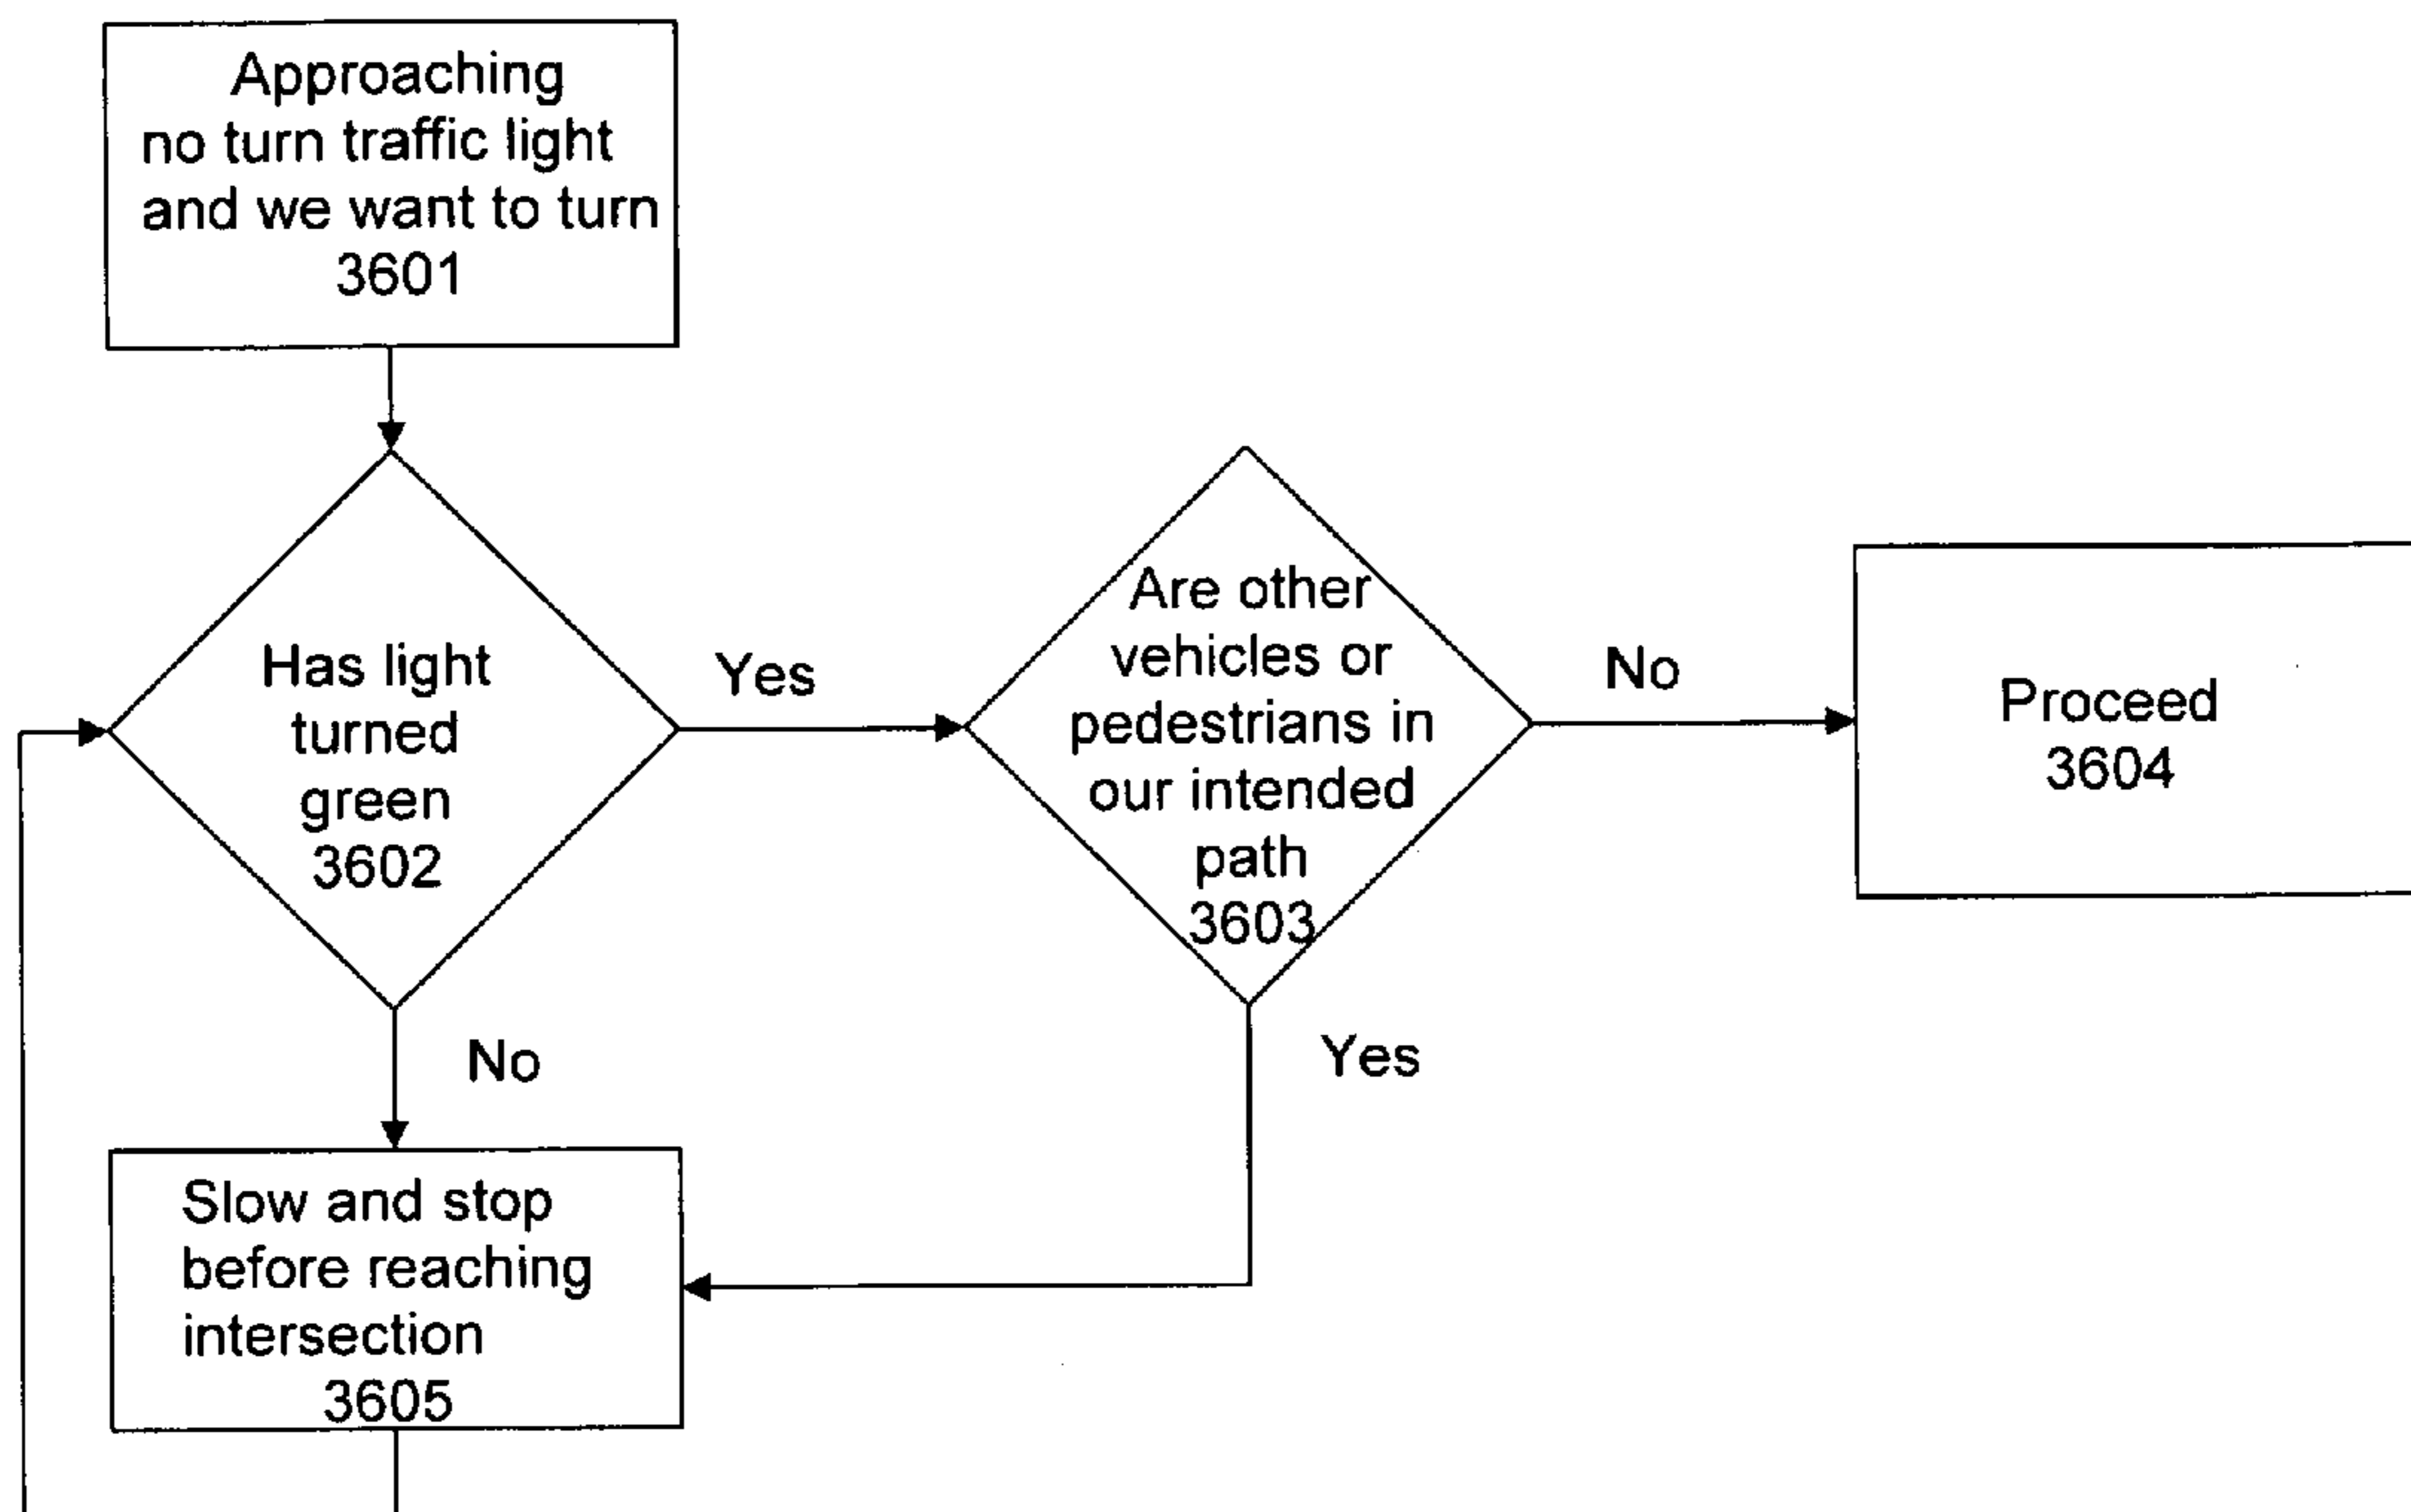 Approaching
no turn traffic light
and we want to turn
3601
Has light
turned
green
3602
Yes
Are other
vehicles or
pedestrians in
our intended
path
3603
No
Proceed
3604
No
Yes
Slow and stop
before reaching
intersection
3605